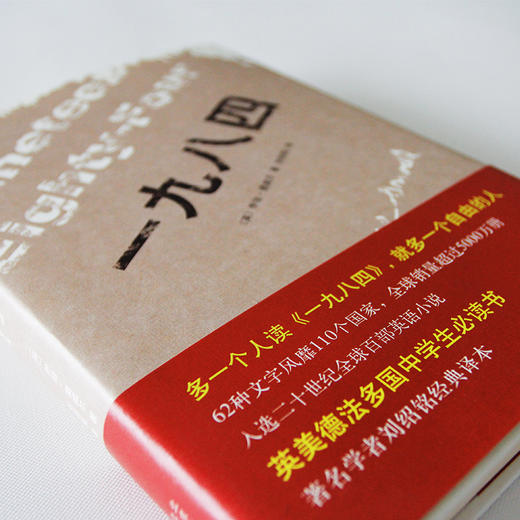 Nineteen
Eighty-Four
一九八四
多一个人读《一九八四》，就多一个自由的人
62种文字风靡110个国家，全球销量超过5000万册
入选二十世纪全球百部英语小说
英美德法多国中学生必读书
著名学者刘绍铭经典译本